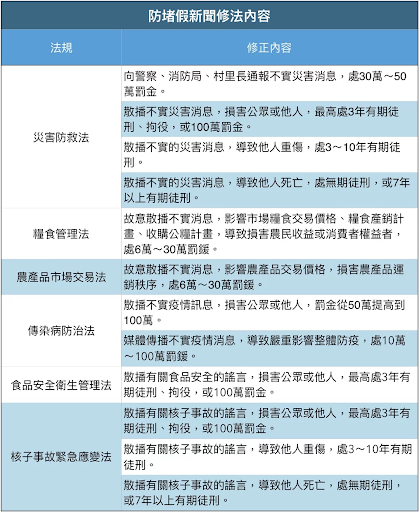 防堵假新聞修法內容
法規
修正內容
災害防救法
向警察、消防局、村里長通報不實災害消息，處30萬～50
萬罰金。
散播不實災害消息，損害公眾或他人，最高處3年有期徒
刑、拘役，或100萬罰金。
散播不實的災害消息，導致他人重傷，處3～10年有期徒
刑。
散播不實的災害消息，導致他人死亡，處無期徒刑，或7年
以上有期徒刑。
糧食管理法
故意散播不實消息，影響市場糧食交易價格、糧食產銷計
畫、收購公糧計畫，導致損害農民收益或消費者權益者，
處6萬～30萬罰鍰。
農產品市場交易法
故意散播不實消息，影響農產品交易價格，損害農產品運
銷秩序，處6萬～30萬罰鍰。
傳染病防治法
散播不實疫情訊息，損害公眾或他人，罰金從50萬提高到
100萬。
媒體傳播不實疫情消息，導致嚴重影響整體防疫，處10萬
～100萬罰鍰。
食品安全衛生管理法
散播有關食品安全的謠言，損害公眾或他人，最高處3年有
期徒刑、拘役，或100萬罰金。
核子事故緊急應變法
散播有關核子事故的謠言，損害公眾或他人，最高處3年有
期徒刑、拘役，或100萬罰金。
散播有關核子事故的謠言，導致他人重傷，處3～10年有期
徒刑。
散播有關核子事故的謠言，導致他人死亡，處無期徒刑，
或7年以上有期徒刑。